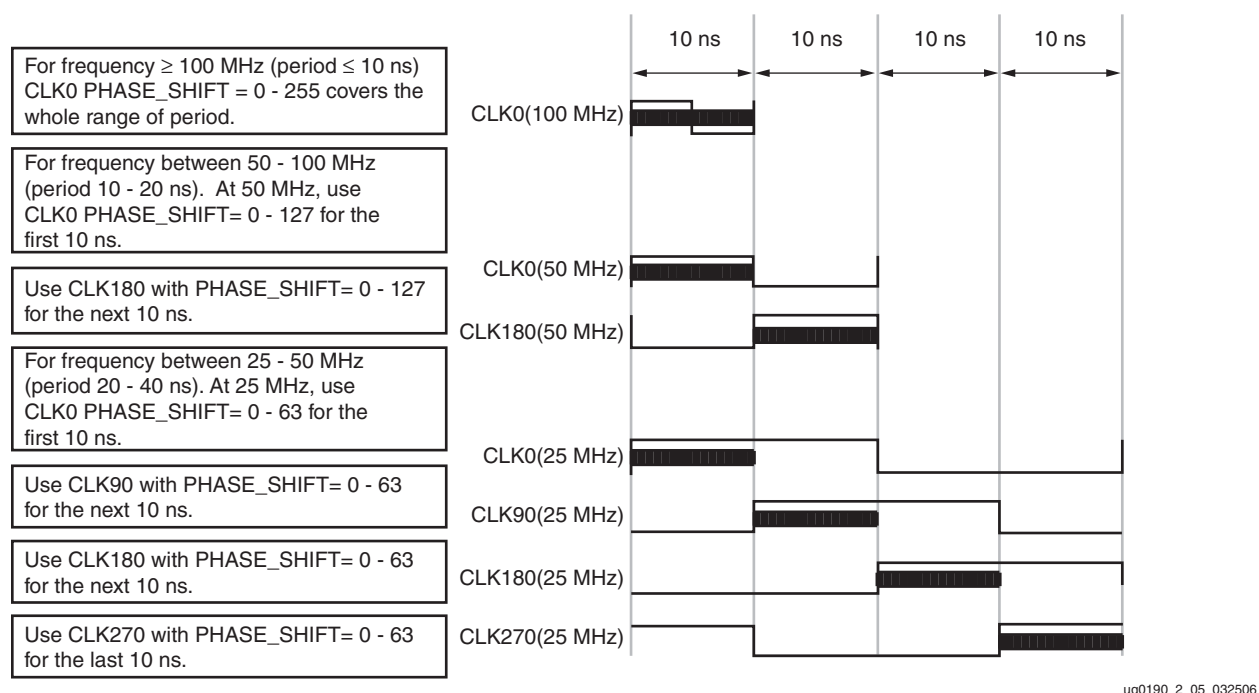 10 ns 10 ns 10 ns 10 ns
For frequency ≥ 100 MHz (period ≤ 10 ns)
CLK0 PHASE_SHIFT = 0 - 255 covers the
whole range of period.
CLK0(100 MHz)
For frequency between 50 - 100 MHz
(period 10 - 20 ns). At 50 MHz, use
CLK0 PHASE_SHIFT= 0 - 127 for the
first 10 ns.
CLK0(50 MHz)
Use CLK180 with PHASE_SHIFT= 0 - 127
for the next 10 ns.
CLK180(50 MHz)
For frequency between 25 - 50 MHz
(period 20 - 40 ns). At 25 MHz, use
CLK0 PHASE_SHIFT= 0 - 63 for the
first 10 ns.
CLK0(25 MHz)
Use CLK90 with PHASE_SHIFT= 0 - 63
for the next 10 ns.
CLK90(25 MHz)
Use CLK180 with PHASE_SHIFT= 0 - 63
for the next 10 ns.
CLK180(25 MHz)
Use CLK270 with PHASE_SHIFT= 0 - 63
for the last 10 ns.
CLK270(25 MHz)
ug0190_2_05_032506